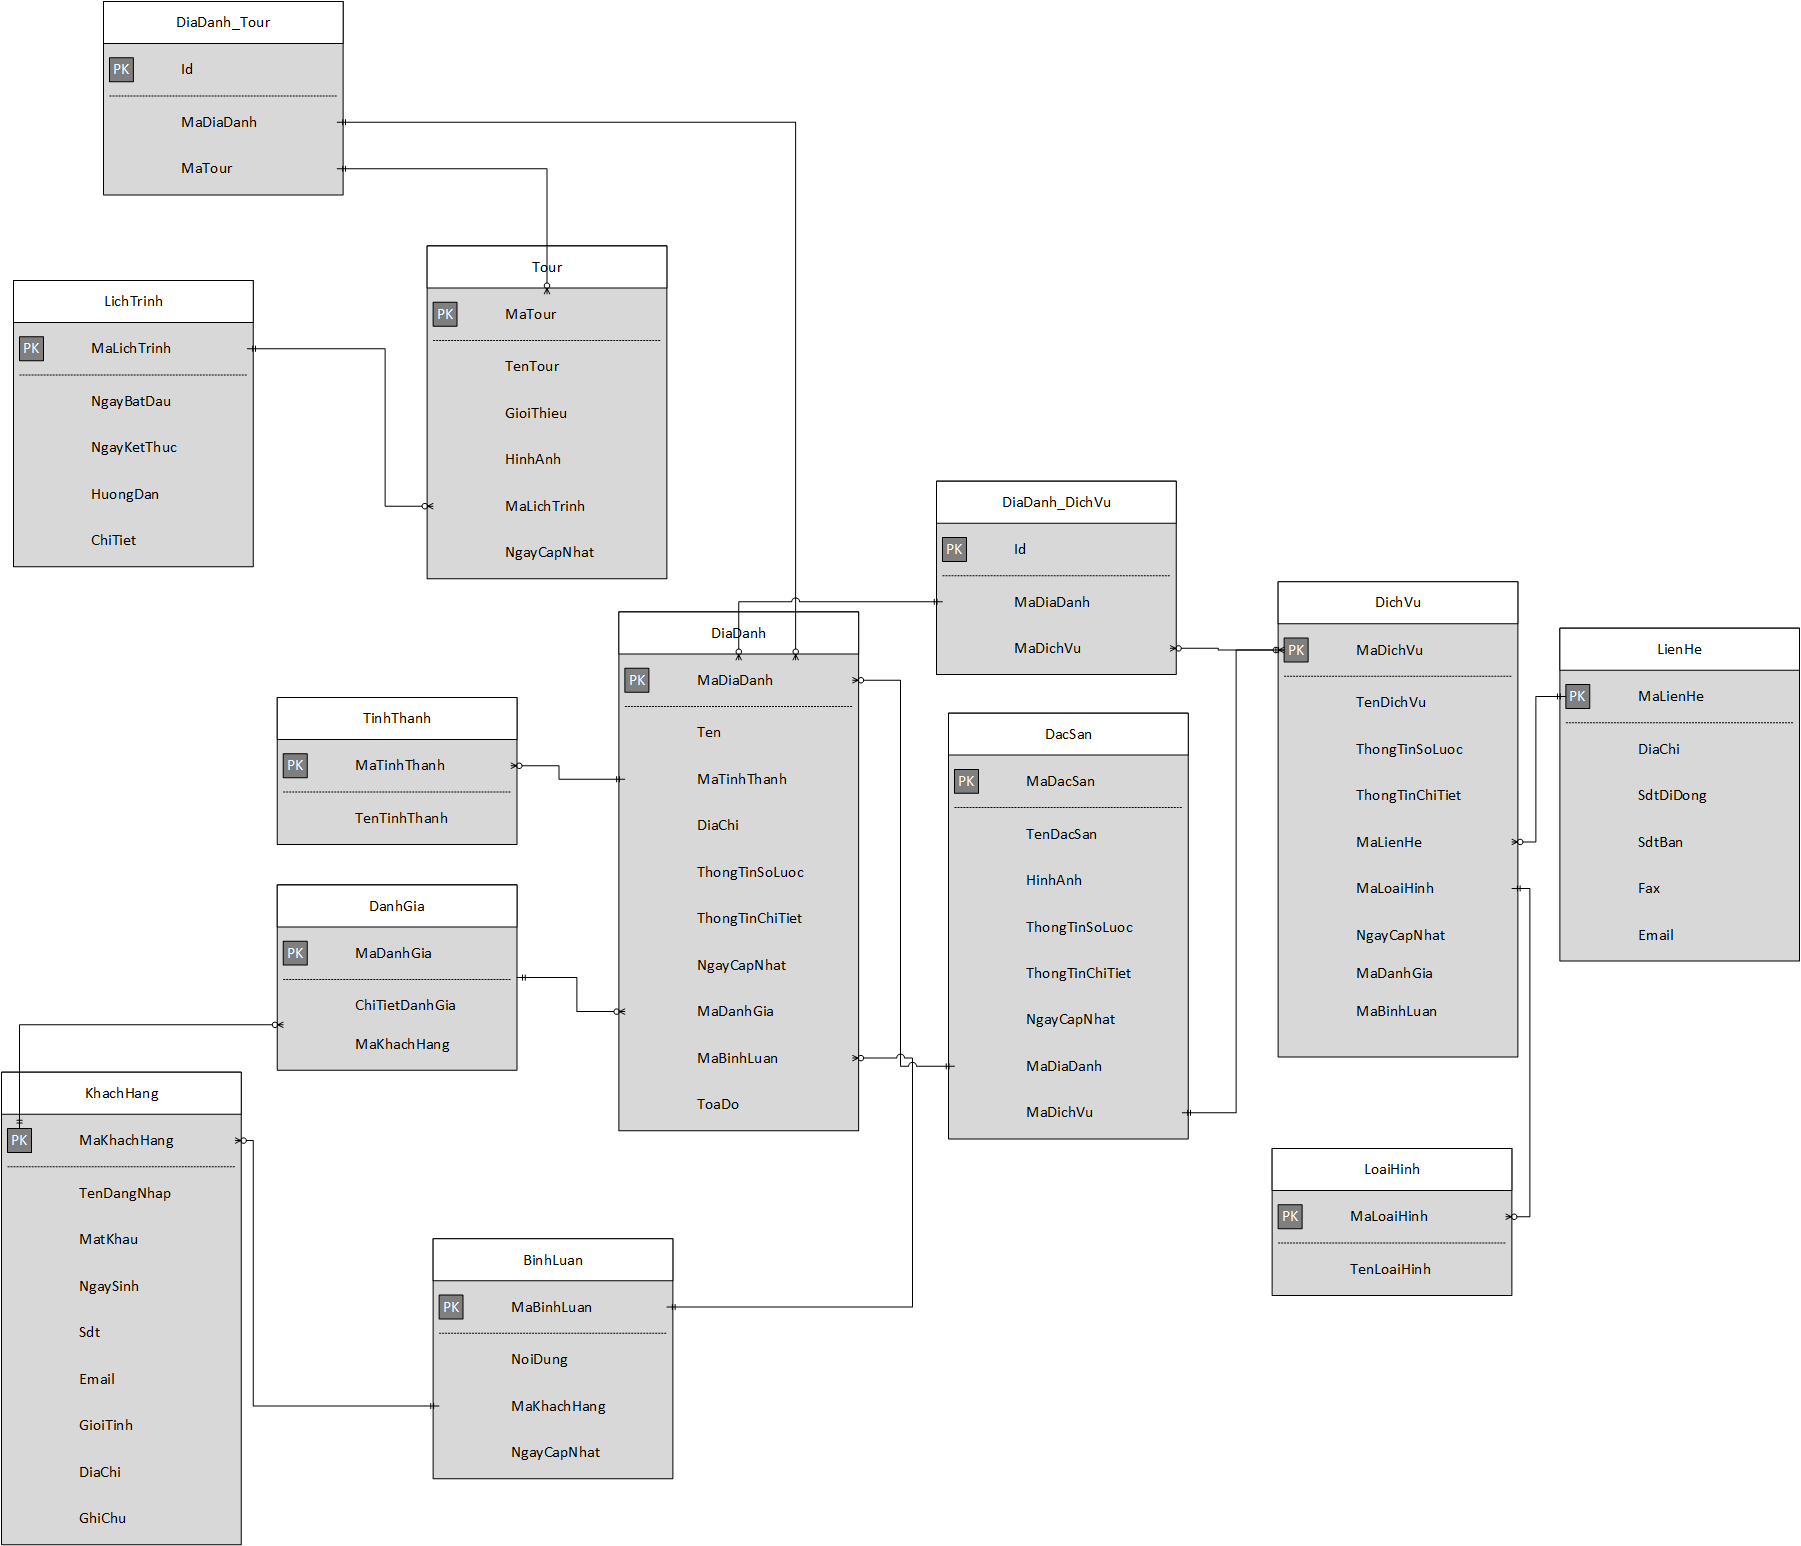 DiaDanh_Tour
PK Id
MaDiaDanh
MaTour
Tour
PK MaTour
TenTour
GioiThieu
HinhAnh
MaLichTrinh
NgayCapNhat
LichTrinh
PK MaLichTrinh
NgayBatDau
NgayKetThuc
HuongDan
ChiTiet
DiaDanh_DichVu
PK Id
MaDiaDanh
MaDichVu
DichVu
PK MaDichVu
TenDichVu
ThongTinSoLuoc
ThongTinChiTiet
MaLienHe
MaLoaiHinh
NgayCapNhat
MaDanhGia
MaBinhLuan
LienHe
PK MaLienHe
DiaChi
SdtDiDong
SdtBan
Fax
Email
DiaDanh
PK MaDiaDanh
Ten
MaTinhThanh
DiaChi
ThongTinSoLuoc
ThongTinChiTiet
NgayCapNhat
MaDanhGia
MaBinhLuan
ToaDo
TinhThanh
PK MaTinhThanh
TenTinhThanh
DacSan
PK MaDacSan
TenDacSan
HinhAnh
ThongTinSoLuoc
ThongTinChiTiet
NgayCapNhat
MaDiaDanh
MaDichVu
DanhGia
PK MaDanhGia
ChiTietDanhGia
MaKhachHang
KhachHang
PK MaKhachHang
TenDangNhap
MatKhau
NgaySinh
Sdt
Email
GioiTinh
DiaChi
GhiChu
BinhLuan
PK MaBinhLuan
NoiDung
MaKhachHang
NgayCapNhat
LoaiHinh
PK MaLoaiHinh
TenLoaiHinh